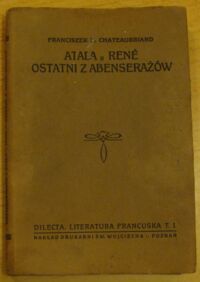 FRANCISZEK R. CHATEAUBRIAND
ATALA RENÉ
OSTATNI Z ABENSERAŻÓW
DILECTA. LITERATURA FRANCUSKA T. I
NAKŁAD DRUKARNI ŚW. WOJCIECHA POZNAŃ